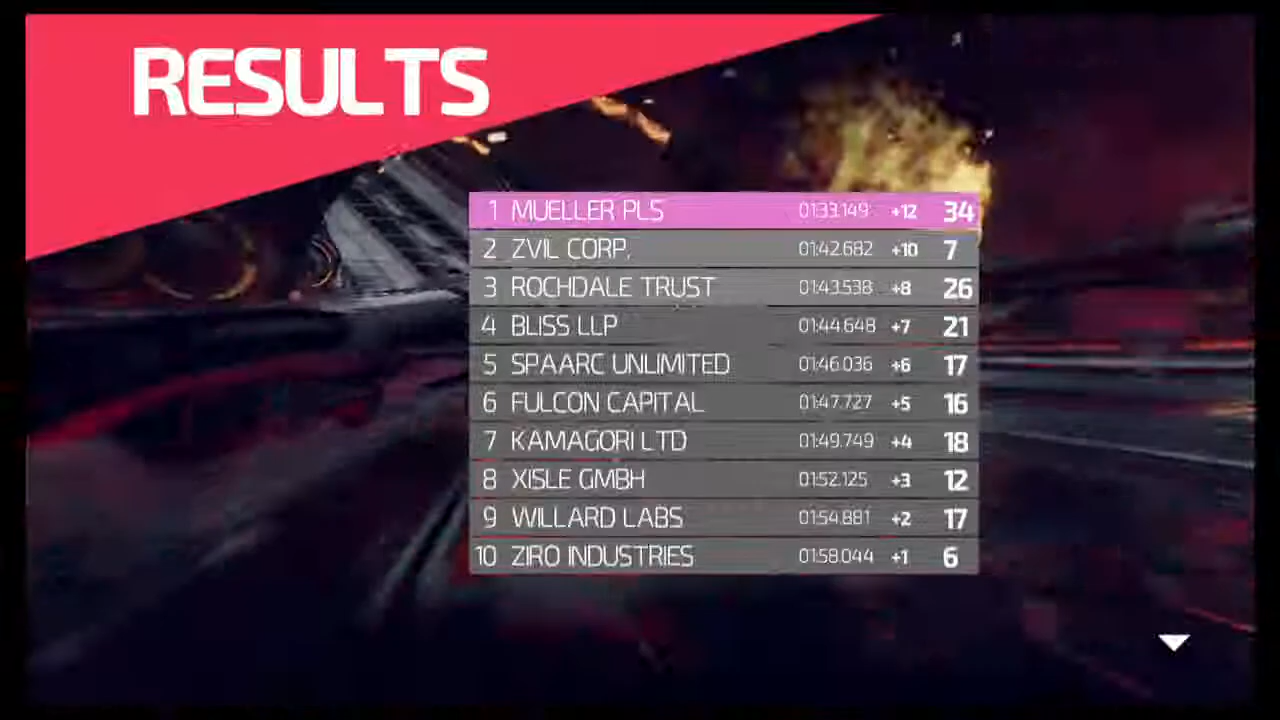 RESULTS
1 MUELLER PLS 01:33.149 +12 34
2 ZVIL CORP. 01:42.682 +10 7
3 ROCHDALE TRUST 01:43.538 +8 26
4 BLISS LLP 01:44.648 +7 21
5 SPAARC UNLIMITED 01:46.036 +6 17
6 FULCON CAPITAL 01:47.727 +5 16
7 KAMAGORI LTD 01:49.749 +4 18
8 XISLE GMBH 01:52.125 +3 12
9 WILLARD LABS 01:54.881 +2 17
10 ZIRO INDUSTRIES 01:58.044 +1 6